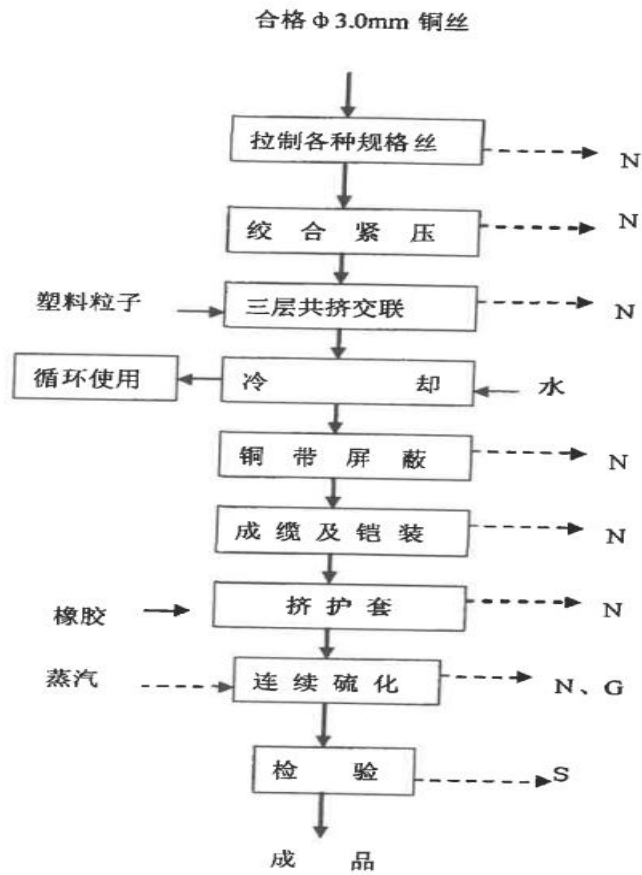 合格 φ3.0mm 铜丝
拉制各种规格丝
N
绞 合 紧 压
N
塑料粒子
三层共挤交联
N
循环使用
冷 却
水
铜 带 屏 蔽
N
成 缆 及 铠 装
N
橡胶
挤 护 套
N
蒸汽
连 续 硫 化
N、G
检 验
S
成 品